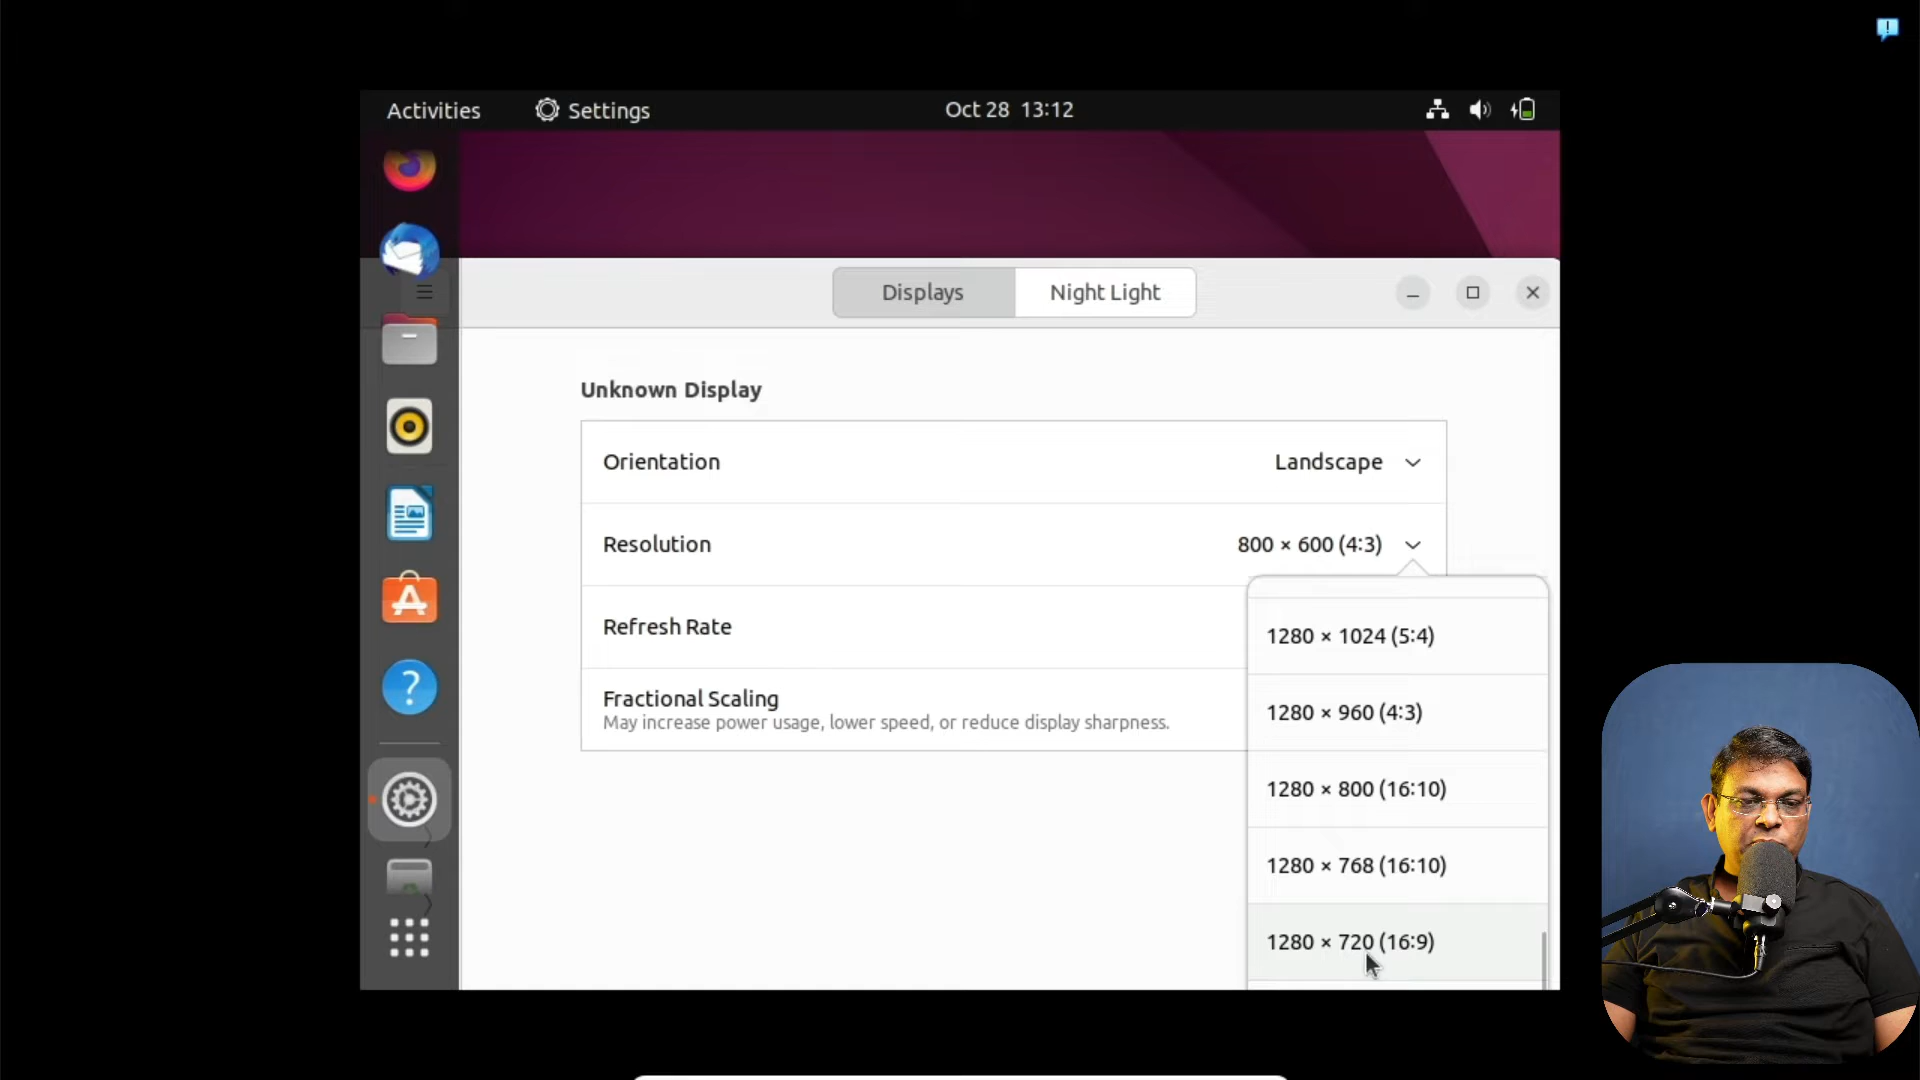 Activities
Settings
Oct 28 13:12
Displays
Night Light
Unknown Display
Orientation
Landscape
Resolution
800 × 600 (4:3)
Refresh Rate
Fractional Scaling
May increase power usage, lower speed, or reduce display sharpness.
1280 × 1024 (5:4)
1280 × 960 (4:3)
1280 × 800 (16:10)
1280 × 768 (16:10)
1280 × 720 (16:9)